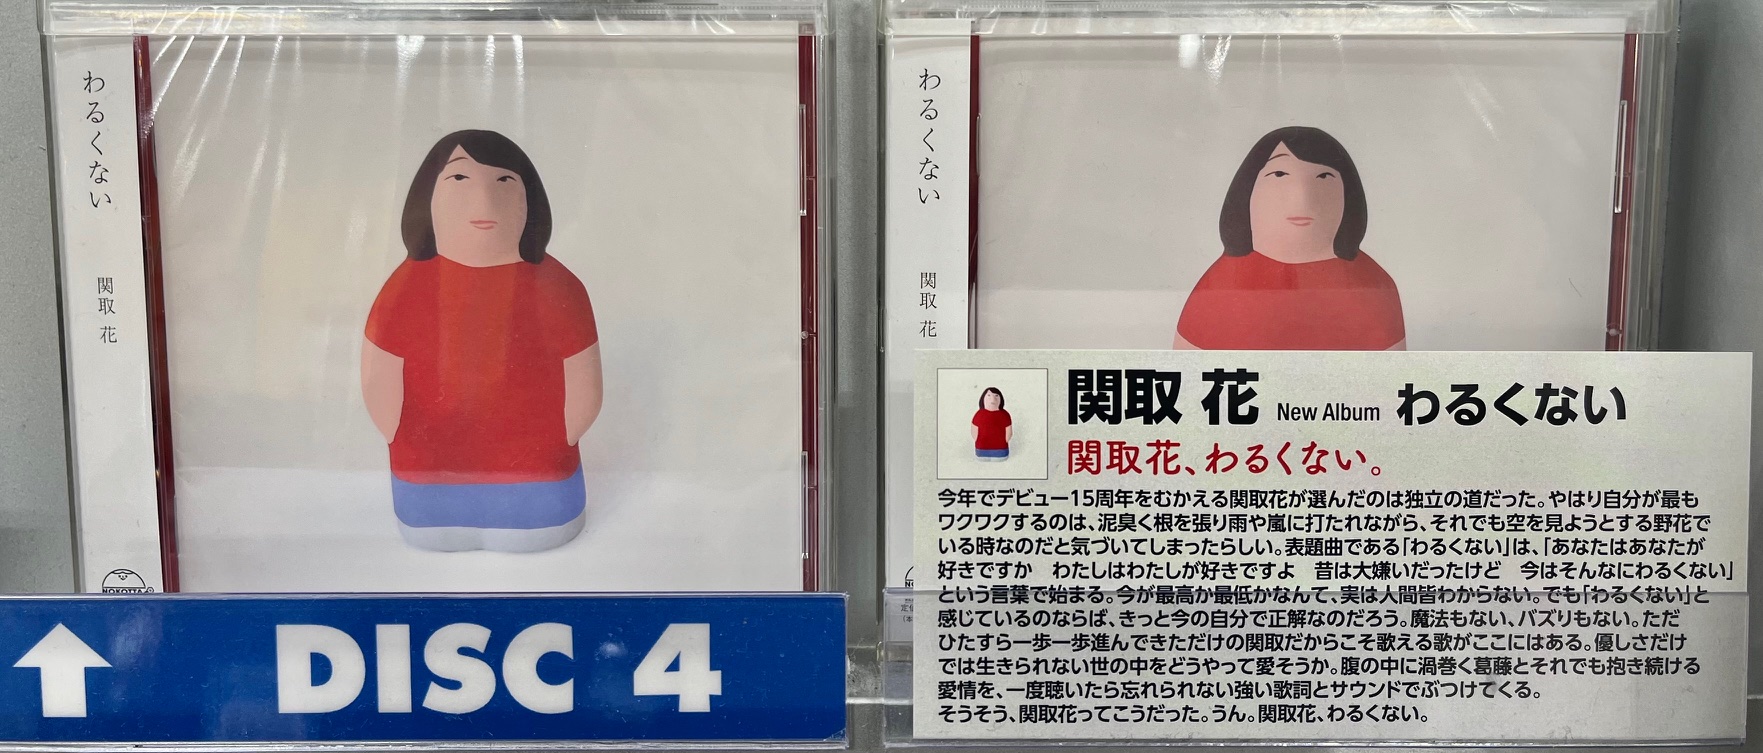 わるくない
関取 花
NOKOTTA
DISC 4
わるくない
関取 花
関取 花 New Album わるくない
関取花、わるくない。
今年でデビュー15周年をむかえる関取花が選んだのは独立の道だった。やはり自分が最も
ワクワクするのは、泥臭く根を張り雨や嵐に打たれながら、それでも空を見ようとする野花で
いる時なのだと気づいてしまったらしい。表題曲である「わるくない」は、「あなたはあなたが
好きですか　わたしはわたしが好きですよ　昔は大嫌いだったけど　今はそんなにわるくない」
という言葉で始まる。今が最高か最低かなんて、実は人間皆わからない。でも「わるくない」と
感じているのならば、きっと今の自分で正解なのだろう。魔法もない、バズりもない。ただ
ひたすら一歩一歩進んできただけの関取だからこそ歌える歌がここにはある。優しさだけ
では生きられない世の中をどうやって愛そうか。腹の中に渦巻く葛藤とそれでも抱き続ける
愛情を、一度聴いたら忘れられない強い歌詞とサウンドでぶつけてくる。
そうそう、関取花ってこうだった。うん。関取花、わるくない。